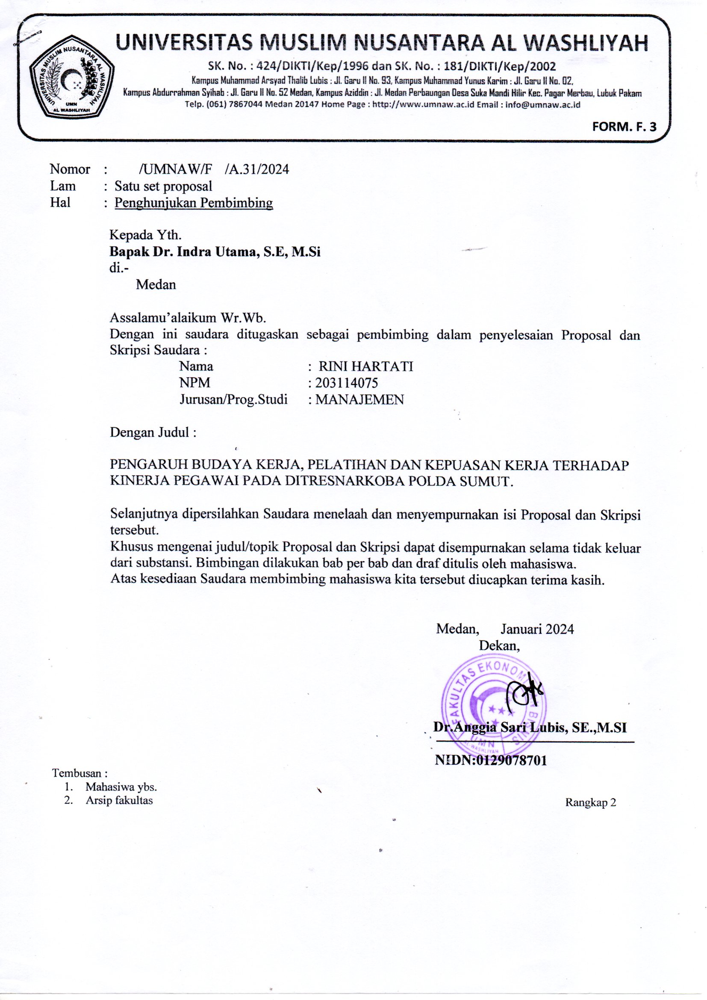 UNIVERSITAS MUSLIM NUSANTARA AL WASHLIYAH
SK. No. : 424/DIKTI/Kep/1996 dan SK. No. : 181/DIKTI/Kep/2002
Kampus Muhammad Arsyad Thalib Lubis : Jl. Garu II No. 93, Kampus Muhammad Yunus Karim : Jl. Garu II No. 02,
Kampus Abdurrahman Syihab : Jl. Garu II No. 52 Medan, Kampus Aziddin : Jl. Medan Perbaungan Desa Suka Mandi Hilir Kec. Pagar Merbau, Lubuk Pakam
Telp. (061) 7867044 Medan 20147 Home Page : http://www.umnaw.ac.id Email : info@umnaw.ac.id
UNIVERSITAS MUSLIM NUSANTARA AL WASHLIYAH
UMN
AL WASHLIYAH
FORM. F. 3
Nomor : /UMNAW/F /A.31/2024
Lam : Satu set proposal
Hal : Penghunjukan Pembimbing
Kepada Yth.
Bapak Dr. Indra Utama, S.E, M.Si
di.-
Medan
Assalamu’alaikum Wr.Wb.
Dengan ini saudara ditugaskan sebagai pembimbing dalam penyelesaian Proposal dan
Skripsi Saudara :
Nama : RINI HARTATI
NPM : 203114075
Jurusan/Prog.Studi : MANAJEMEN
Dengan Judul :
PENGARUH BUDAYA KERJA, PELATIHAN DAN KEPUASAN KERJA TERHADAP
KINERJA PEGAWAI PADA DITRESNARKOBA POLDA SUMUT.
Selanjutnya dipersilahkan Saudara menelaah dan menyempurnakan isi Proposal dan Skripsi
tersebut.
Khusus mengenai judul/topik Proposal dan Skripsi dapat disempurnakan selama tidak keluar
dari substansi. Bimbingan dilakukan bab per bab dan draf ditulis oleh mahasiswa.
Atas kesediaan Saudara membimbing mahasiswa kita tersebut diucapkan terima kasih.
Medan, Januari 2024
Dekan,
FAKULTAS EKONOMI BISNIS
UMN
AL-WASHLIYAH
Dr.Anggia Sari Lubis, SE.,M.SI
NIDN:0129078701
Tembusan :
1. Mahasiwa ybs.
2. Arsip fakultas
Rangkap 2